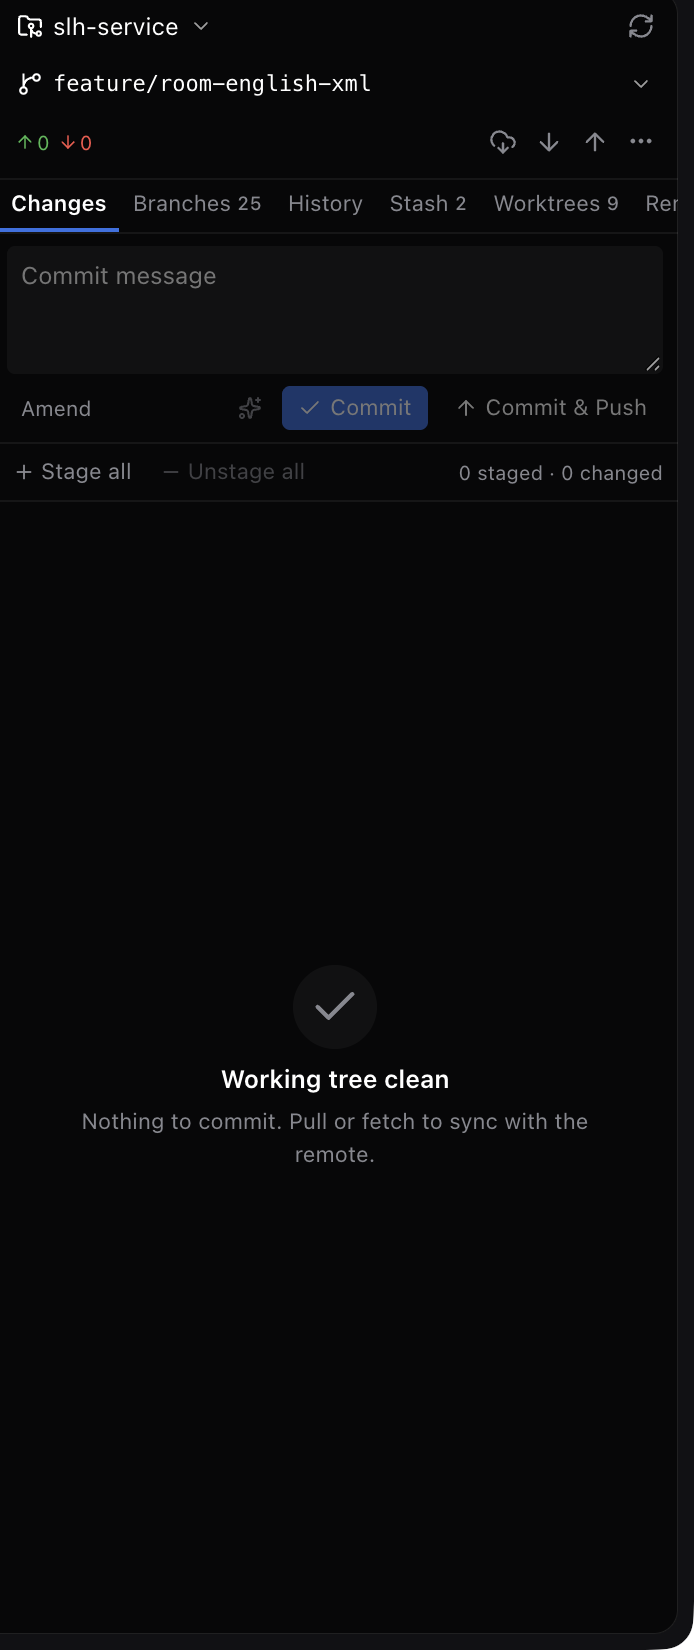 slh-service
feature/room-english-xml
↑0 ↓0
Changes Branches 25 History Stash 2 Worktrees 9 Rer
Commit message
Amend Commit Commit & Push
+ Stage all − Unstage all 0 staged · 0 changed
Working tree clean
Nothing to commit. Pull or fetch to sync with the
remote.